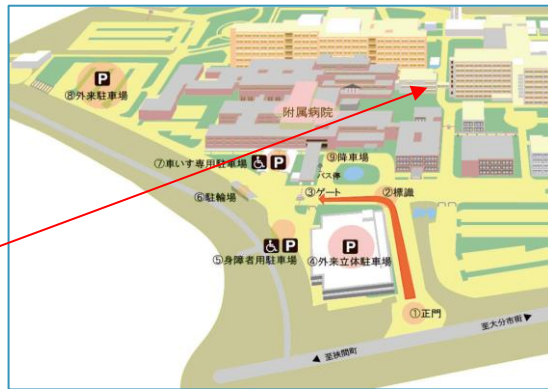 P
⑧外来駐車場
附属病院
⑦車いす専用駐車場 P
⑨降車場
バス停
③ゲート
②標識
⑥駐輪場
P
⑤身障者用駐車場
P
④外来立体駐車場
①正門
至大分市街
至挾間町